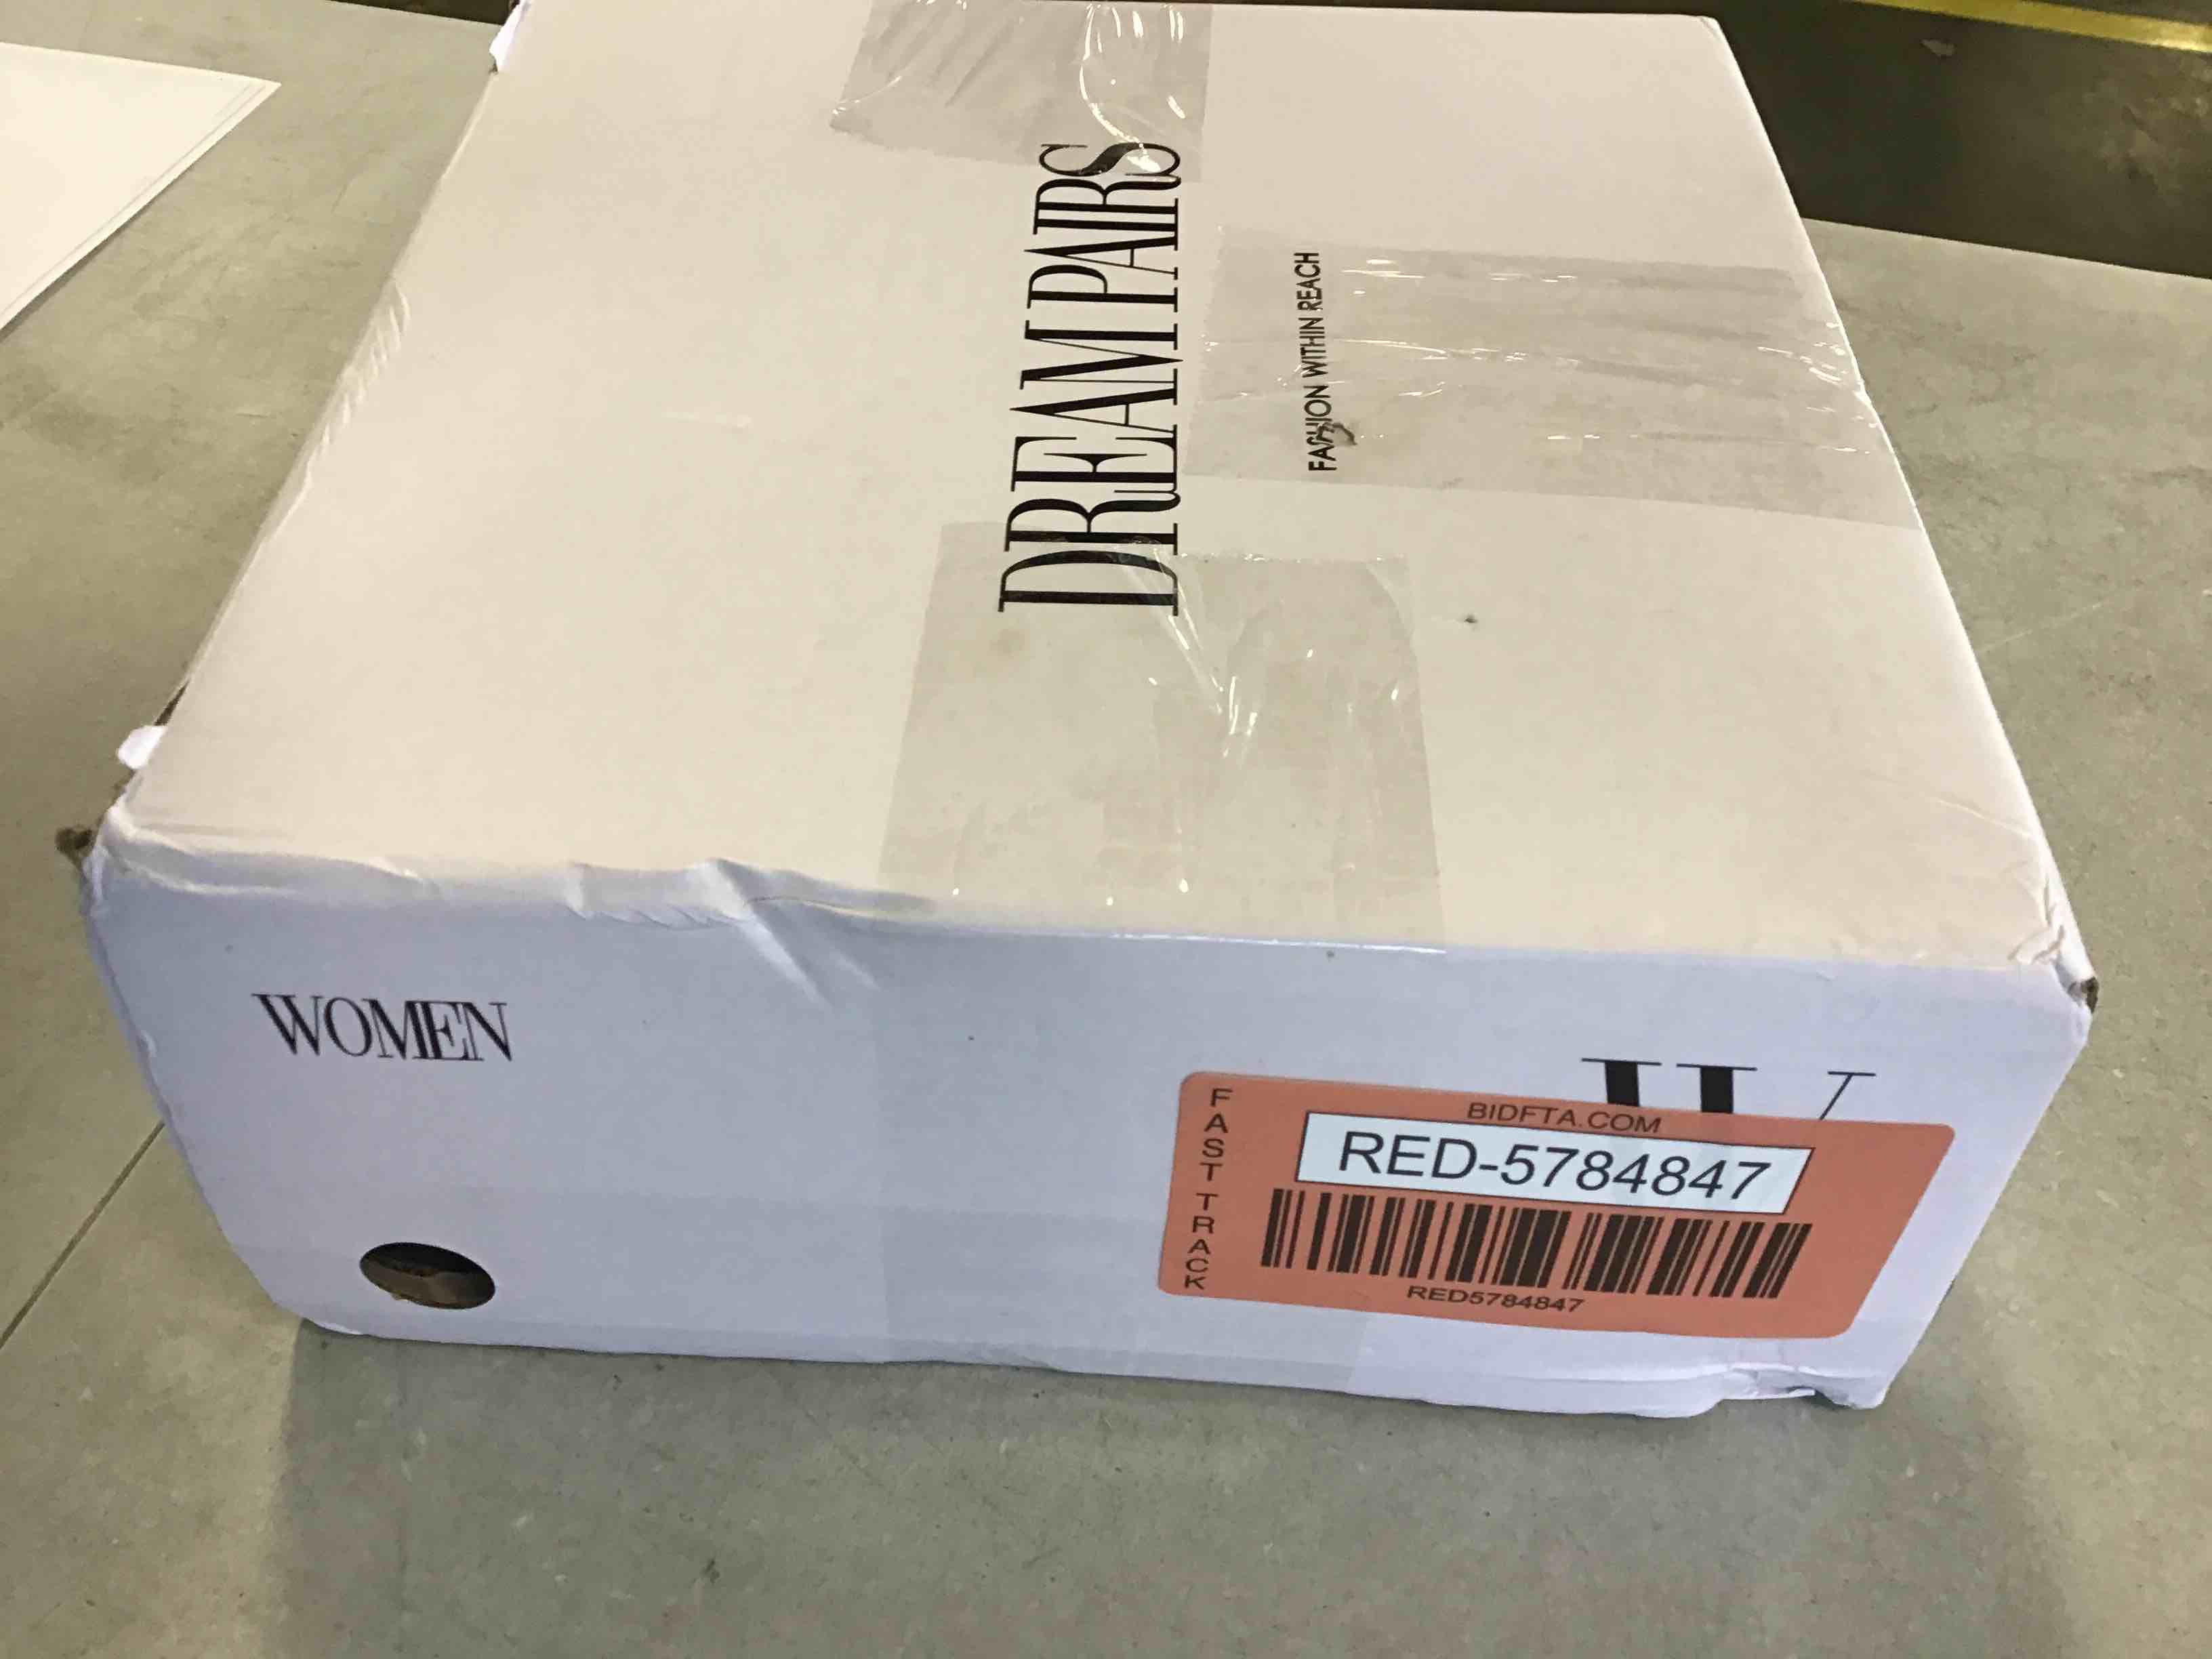 DREAM PAIRS
FASHION WITHIN REACH
WOMEN
FAST TRACK
BIDFTA.COM
RED-5784847
RED5784847